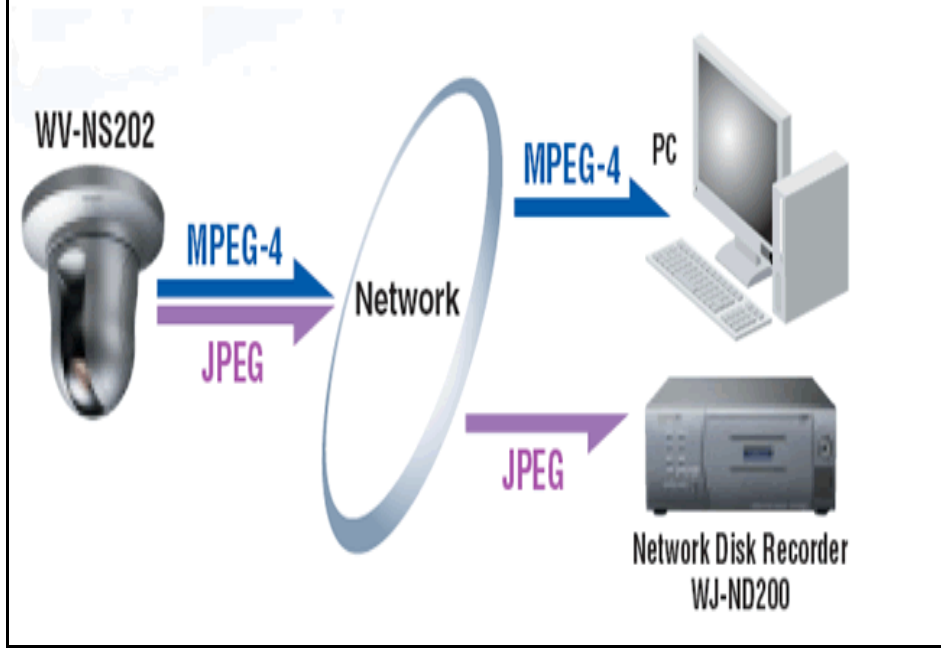 WV-NS202
MPEG-4
JPEG
Network
MPEG-4
PC
JPEG
Network Disk Recorder
WJ-ND200